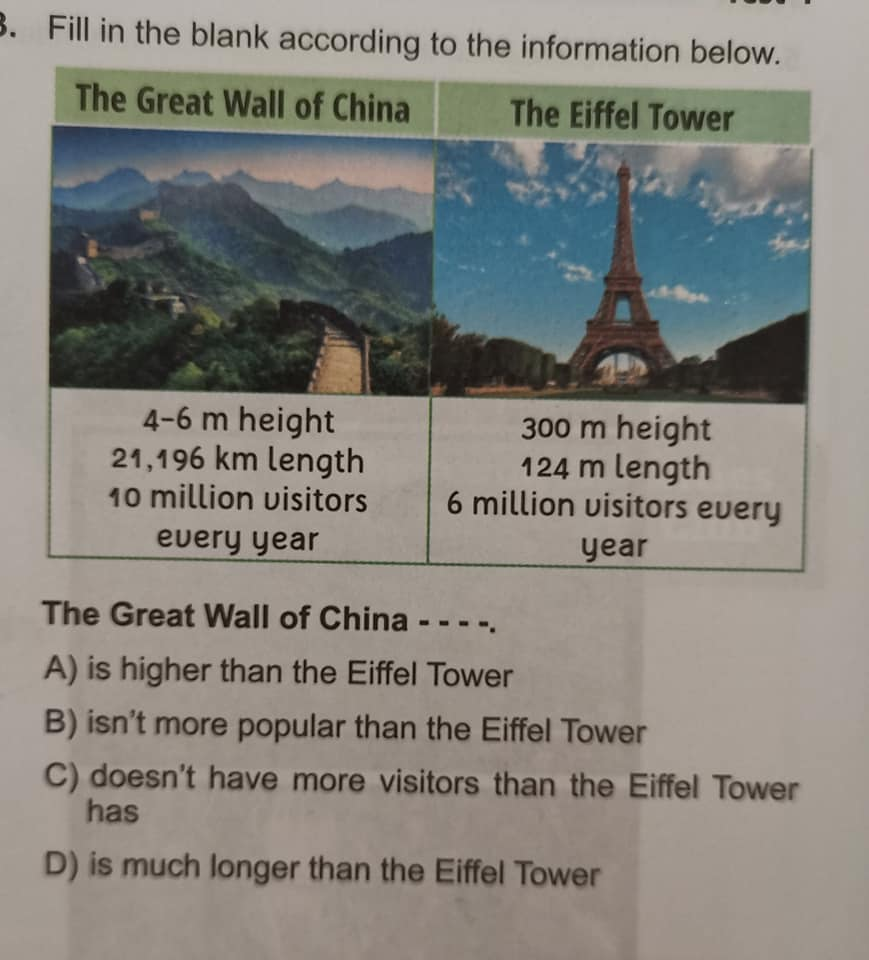 3. Fill in the blank according to the information below.
The Great Wall of China
The Eiffel Tower
4-6 m height
21,196 km length
10 million visitors
every year
300 m height
124 m length
6 million visitors every
year
The Great Wall of China - - - -.
A) is higher than the Eiffel Tower
B) isn't more popular than the Eiffel Tower
C) doesn't have more visitors than the Eiffel Tower
has
D) is much longer than the Eiffel Tower